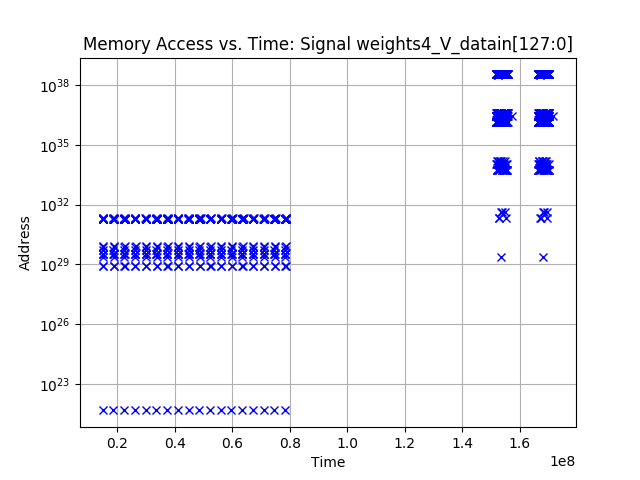 Memory Access vs. Time: Signal weights4_V_datain[127:0]
10^38
10^35
10^32
10^29
10^26
10^23
Address
0.2 0.4 0.6 0.8 1.0 1.2 1.4 1.6
1e8
Time